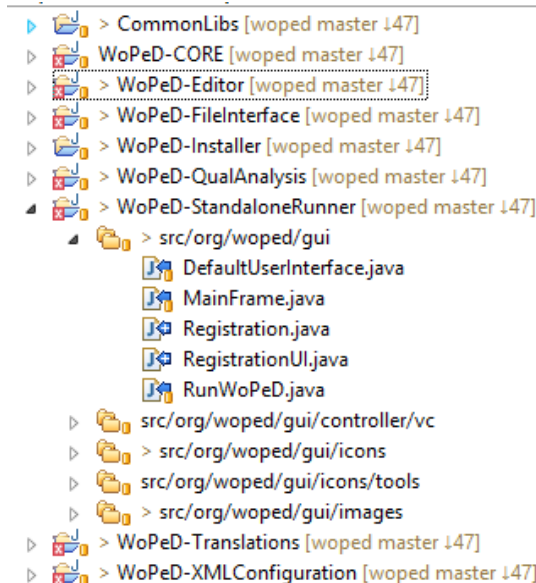 > CommonLibs [woped master ↓47]
WoPeD-CORE [woped master ↓47]
> WoPeD-Editor [woped master ↓47]
> WoPeD-FileInterface [woped master ↓47]
> WoPeD-Installer [woped master ↓47]
> WoPeD-QualAnalysis [woped master ↓47]
> WoPeD-StandaloneRunner [woped master ↓47]
> src/org/woped/gui
DefaultUserInterface.java
MainFrame.java
Registration.java
RegistrationUI.java
RunWoPeD.java
src/org/woped/gui/controller/vc
> src/org/woped/gui/icons
src/org/woped/gui/icons/tools
> src/org/woped/gui/images
> WoPeD-Translations [woped master ↓47]
> WoPeD-XMLConfiguration [woped master ↓47]